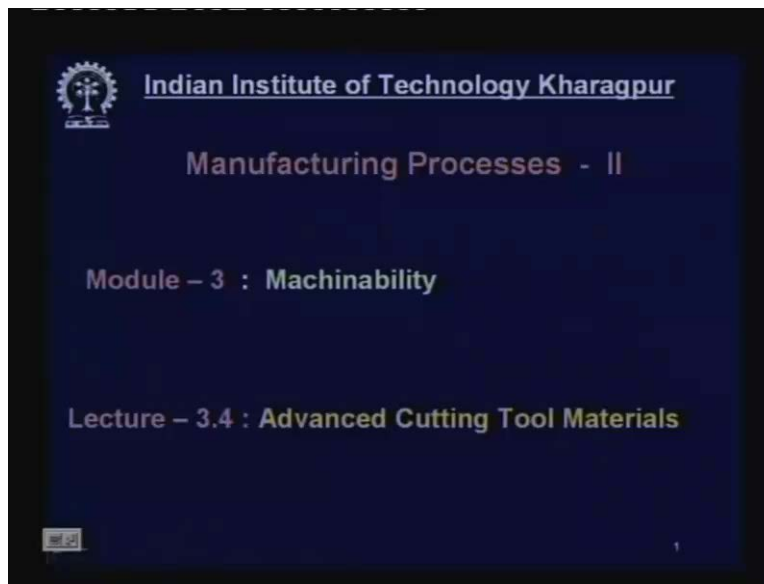 Indian Institute of Technology Kharagpur
Manufacturing Processes - II
Module – 3 : Machinability
Lecture – 3.4 : Advanced Cutting Tool Materials
1